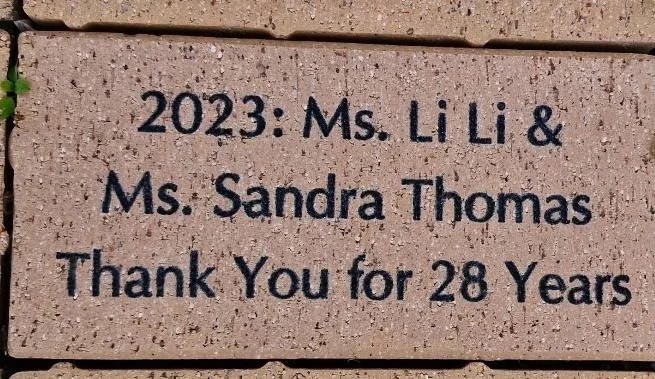 2023: Ms. Li Li &
Ms. Sandra Thomas
Thank You for 28 Years